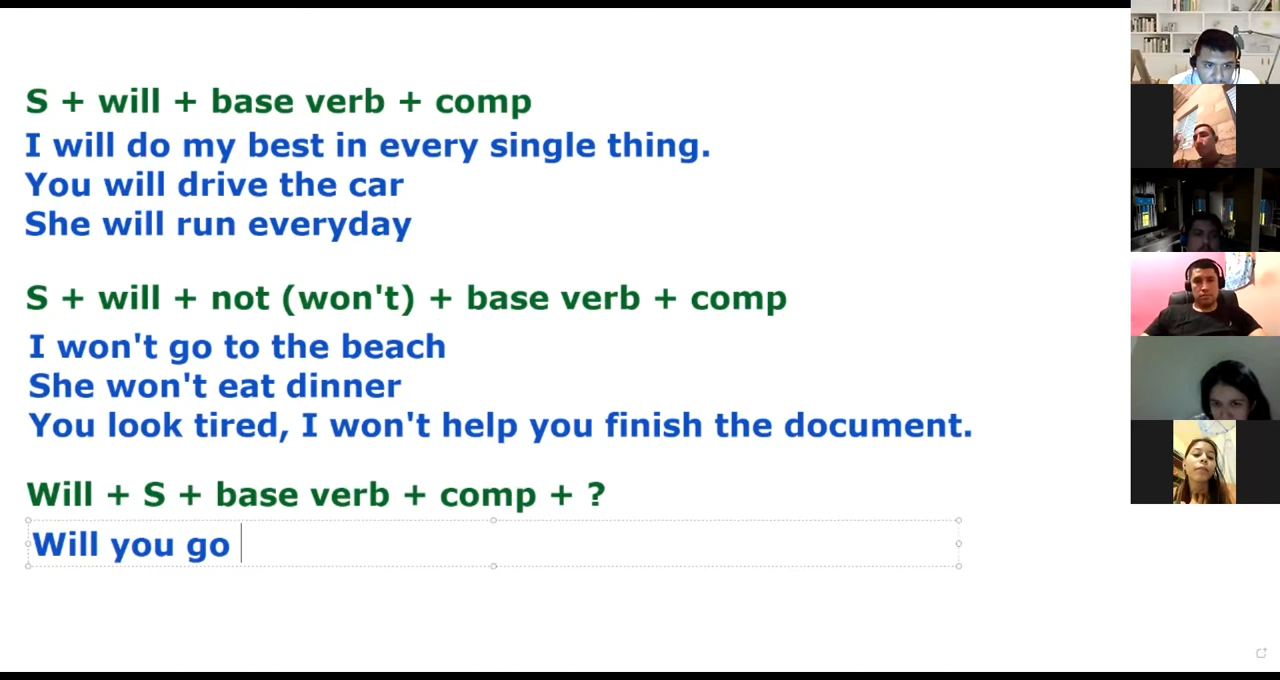 S + will + base verb + comp
I will do my best in every single thing.
You will drive the car
She will run everyday
S + will + not (won't) + base verb + comp
I won't go to the beach
She won't eat dinner
You look tired, I won't help you finish the document.
Will + S + base verb + comp + ?
Will you go